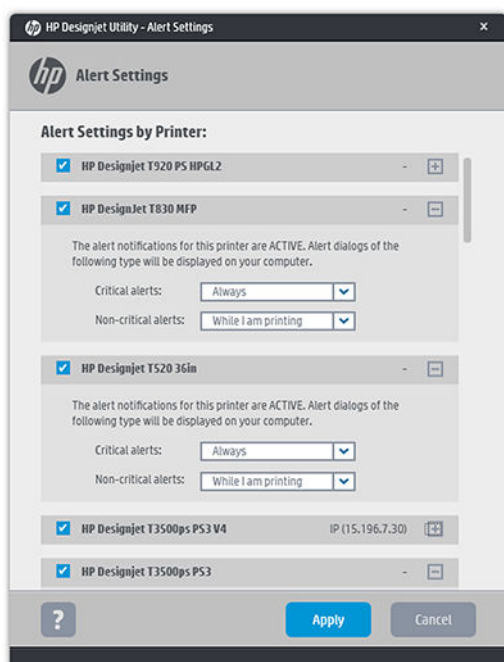 HP Designjet Utility - Alert Settings x
hp Alert Settings
Alert Settings by Printer:
HP Designjet T920 PS HPGL2 -
HP DesignJet T830 MFP -
The alert notifications for this printer are ACTIVE. Alert dialogs of the
following type will be displayed on your computer.
Critical alerts: Always
Non-critical alerts: While I am printing
HP Designjet T520 36in -
The alert notifications for this printer are ACTIVE. Alert dialogs of the
following type will be displayed on your computer.
Critical alerts: Always
Non-critical alerts: While I am printing
HP Designjet T3500ps PS3 V4 IP (15.196.7.30)
HP Designjet T3500ps PS3 -
? Apply Cancel